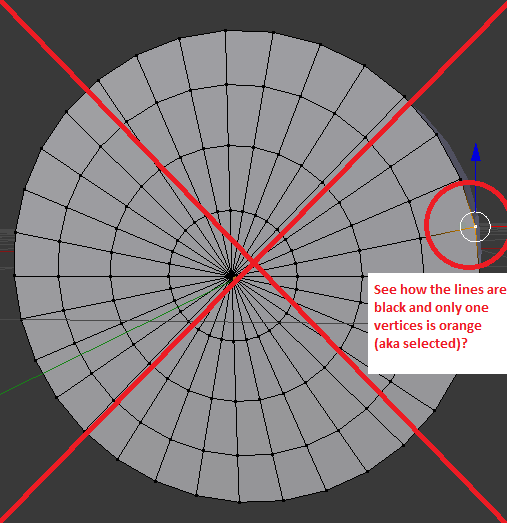 See how the lines are
black and only one
vertices is orange
(aka selected)?